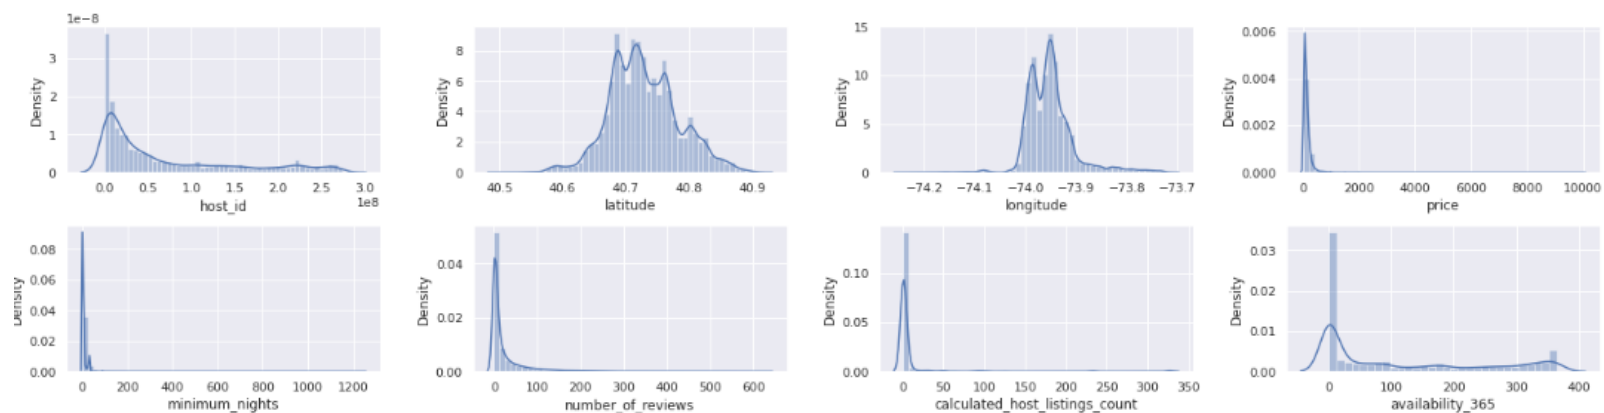 1e−8
Density
3
2
1
0
0.0 0.5 1.0 1.5 2.0 2.5 3.0
1e8
host_id
Density
8
6
4
2
0
40.5 40.6 40.7 40.8 40.9
latitude
Density
15
10
5
0
−74.2 −74.1 −74.0 −73.9 −73.8 −73.7
longitude
Density
0.006
0.004
0.002
0.000
0 2000 4000 6000 8000 10000
price
Density
0.08
0.06
0.04
0.02
0.00
0 200 400 600 800 1000 1200
minimum_nights
Density
0.04
0.02
0.00
0 100 200 300 400 500 600
number_of_reviews
Density
0.10
0.05
0.00
0 50 100 150 200 250 300 350
calculated_host_listings_count
Density
0.03
0.02
0.01
0.00
0 100 200 300 400
availability_365